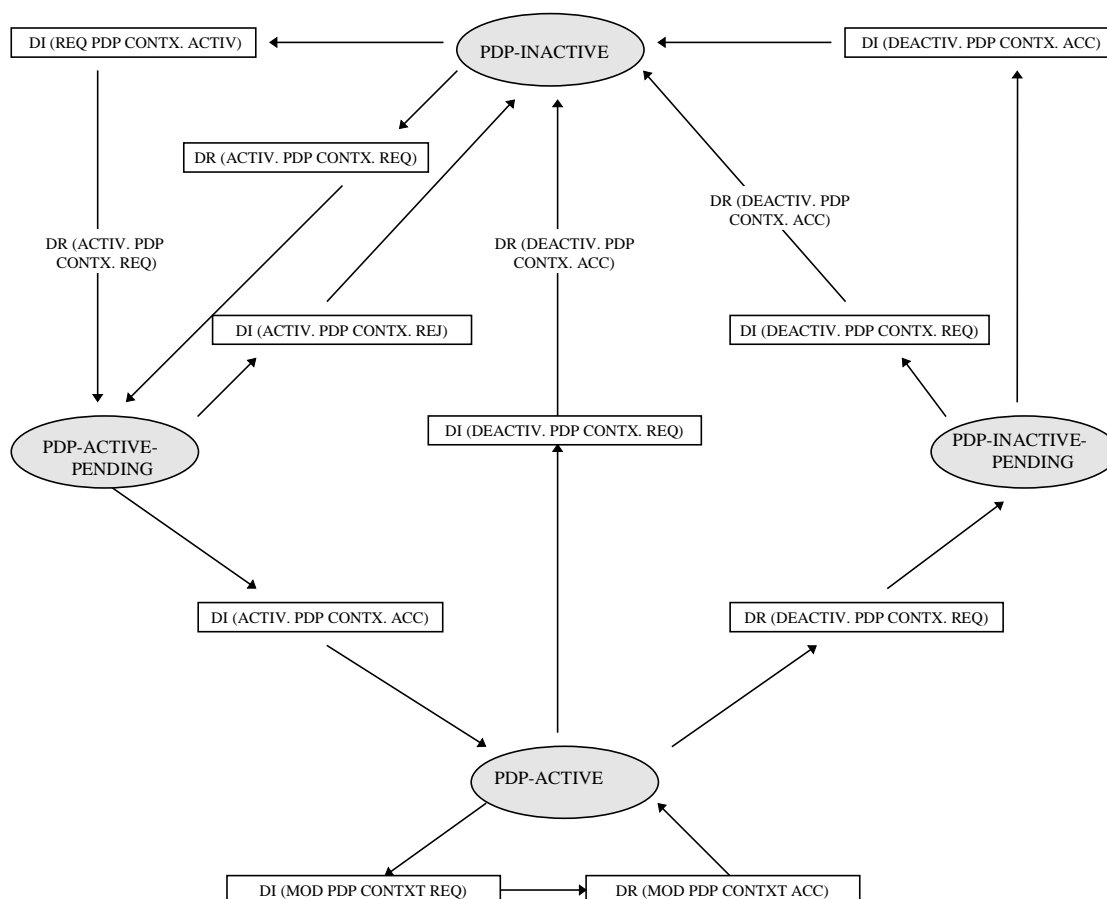 DI (REQ PDP CONTX. ACTIV)
PDP-INACTIVE
DI (DEACTIV. PDP CONTX. ACC)
DR (ACTIV. PDP CONTX. REQ)
DR (DEACTIV. PDP
CONTX. ACC)
DR (ACTIV. PDP
CONTX. REQ)
DR (DEACTIV. PDP
CONTX. ACC)
DI (ACTIV. PDP CONTX. REJ)
DI (DEACTIV. PDP CONTX. REQ)
PDP-ACTIVE-
PENDING
DI (DEACTIV. PDP CONTX. REQ)
PDP-INACTIVE-
PENDING
DI (ACTIV. PDP CONTX. ACC)
DR (DEACTIV. PDP CONTX. REQ)
PDP-ACTIVE
DI (MOD PDP CONTXT REQ)
DR (MOD PDP CONTXT ACC)